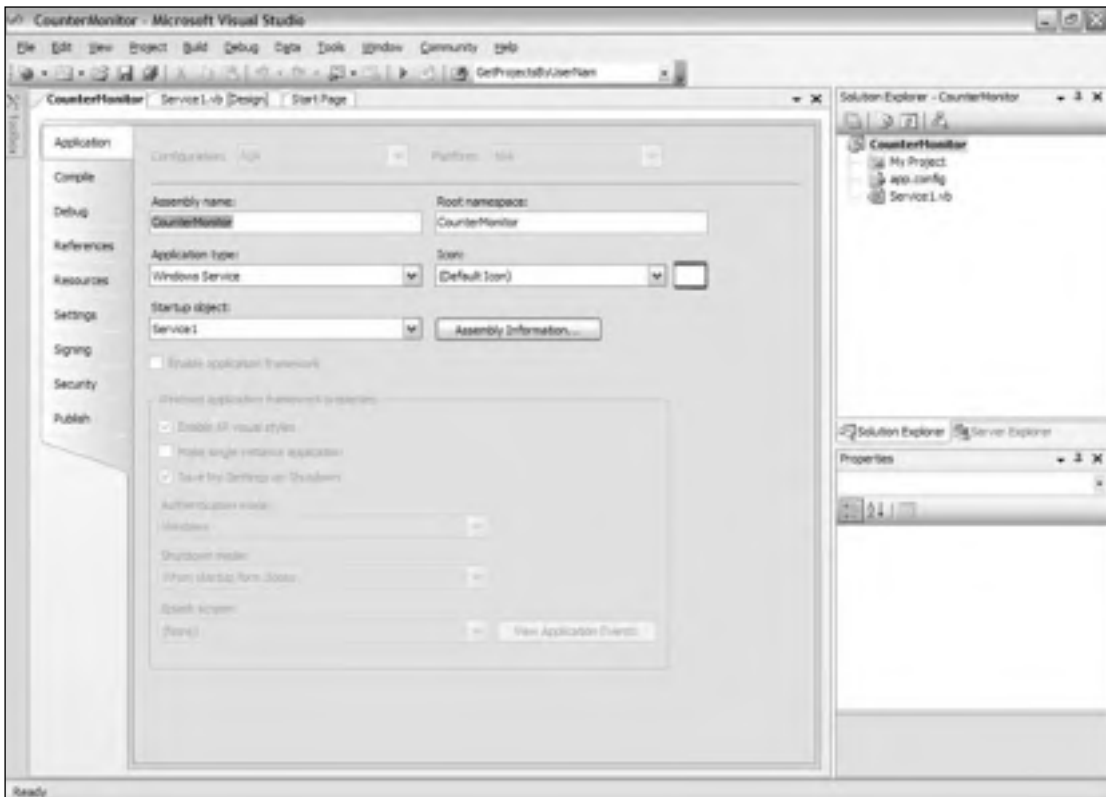 CounterMonitor - Microsoft Visual Studio
File Edit View Project Build Debug Data Tools Window Community Help
GetProjectsByUserNam
Toolbox
CounterMonitor Service1.vb [Design] Start Page
Application
Compile
Debug
References
Resources
Settings
Signing
Security
Publish
Configuration: N/A Platform: N/A
Assembly name: Root namespace:
CounterMonitor CounterMonitor
Application type: Icon:
Windows Service (Default Icon)
Startup object:
Service1 Assembly Information...
Enable application framework
Windows application framework properties
Enable XP visual styles
Make single instance application
Save My.Settings on Shutdown
Authentication mode:
Windows
Shutdown mode:
When startup form closes
Splash screen:
(None) View Application Events
Solution Explorer - CounterMonitor
CounterMonitor
My Project
app.config
Service1.vb
Solution Explorer Server Explorer
Properties
Ready